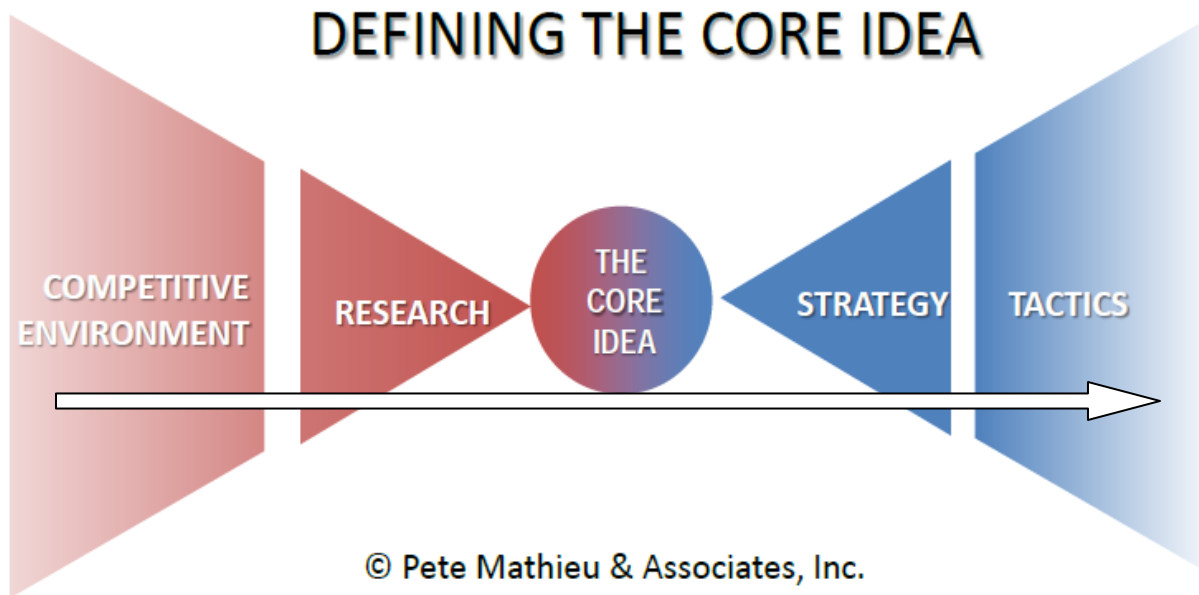 DEFINING THE CORE IDEA
COMPETITIVE
ENVIRONMENT
RESEARCH
THE
CORE
IDEA
STRATEGY
TACTICS
© Pete Mathieu & Associates, Inc.